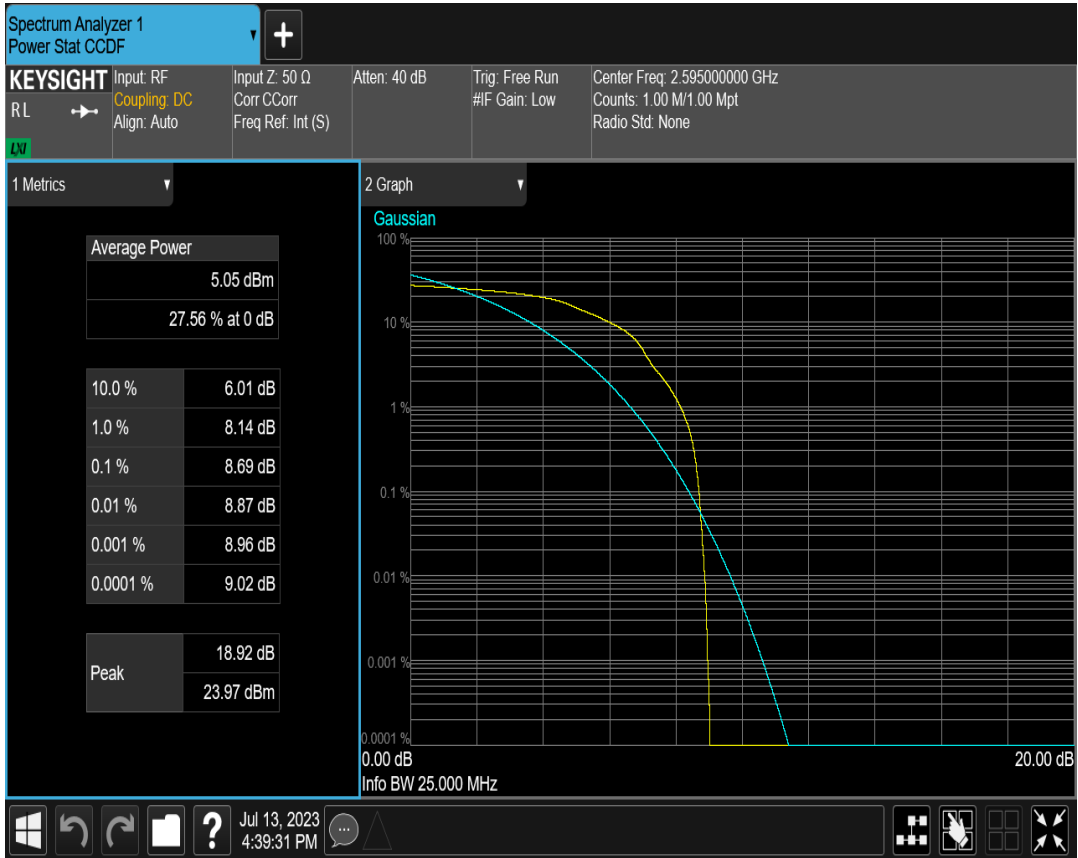 Spectrum Analyzer 1
Power Stat CCDF
KEYSIGHT
RL
LXI
Input: RF
Coupling: DC
Align: Auto
Input Z: 50 Ω
Corr CCorr
Freq Ref: Int (S)
Atten: 40 dB
Trig: Free Run
#IF Gain: Low
Center Freq: 2.595000000 GHz
Counts: 1.00 M/1.00 Mpt
Radio Std: None
1 Metrics
Average Power
5.05 dBm
27.56 % at 0 dB
10.0 % 6.01 dB
1.0 % 8.14 dB
0.1 % 8.69 dB
0.01 % 8.87 dB
0.001 % 8.96 dB
0.0001 % 9.02 dB
Peak
18.92 dB
23.97 dBm
2 Graph
Gaussian
100 %
10 %
1 %
0.1 %
0.01 %
0.001 %
0.0001 %
0.00 dB 20.00 dB
Info BW 25.000 MHz
Jul 13, 2023
4:39:31 PM